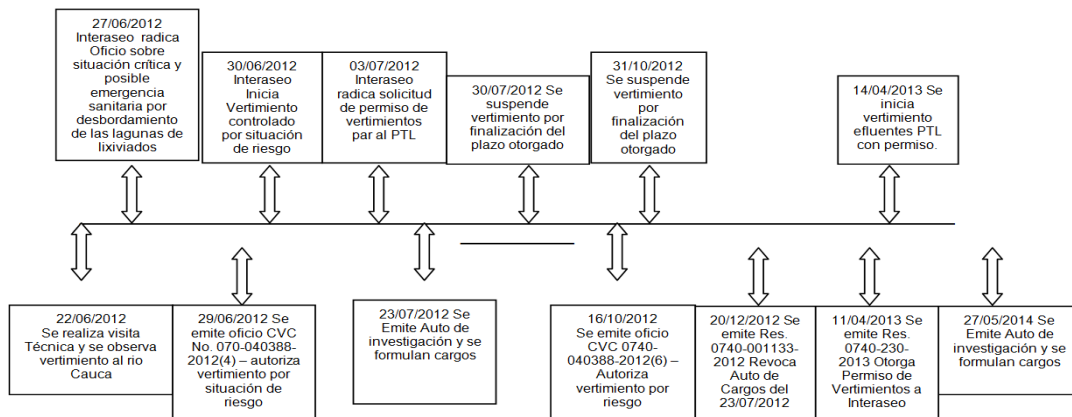 27/06/2012
Interaseo radica
Oficio sobre
situación crítica y
posible
emergencia
sanitaria por
desbordamiento
de las lagunas de
lixiviados
30/06/2012
Interaseo
Inicia
Vertimiento
controlado
por situación
de riesgo
03/07/2012
Interaseo
radica
solicitud de
permiso de
vertimientos
par al PTL
30/07/2012 Se
suspende
vertimiento por
finalización del
plazo otorgado
31/10/2012
Se suspende
vertimiento
por
finalización
del plazo
otorgado
14/04/2013 Se
inicia
vertimiento
efluentes PTL
con permiso.
22/06/2012
Se realiza visita
Técnica y se observa
vertimiento al rio
Cauca
29/06/2012 Se
emite oficio CVC
No. 070-040388-
2012(4) – autoriza
vertimiento por
situación de
riesgo
23/07/2012 Se
Emite Auto de
investigación y se
formulan cargos
16/10/2012
Se emite oficio
CVC 0740-
040388-2012(6) –
Autoriza
vertimiento por
riesgo
20/12/2012 Se
emite Res.
0740-001133-
2012 Revoca
Auto de
Cargos del
23/07/2012
11/04/2013 Se
emite Res.
0740-230-
2013 Otorga
Permiso de
Vertimientos a
Interaseo
27/05/2014 Se
Emite Auto de
investigación y se
formulan cargos